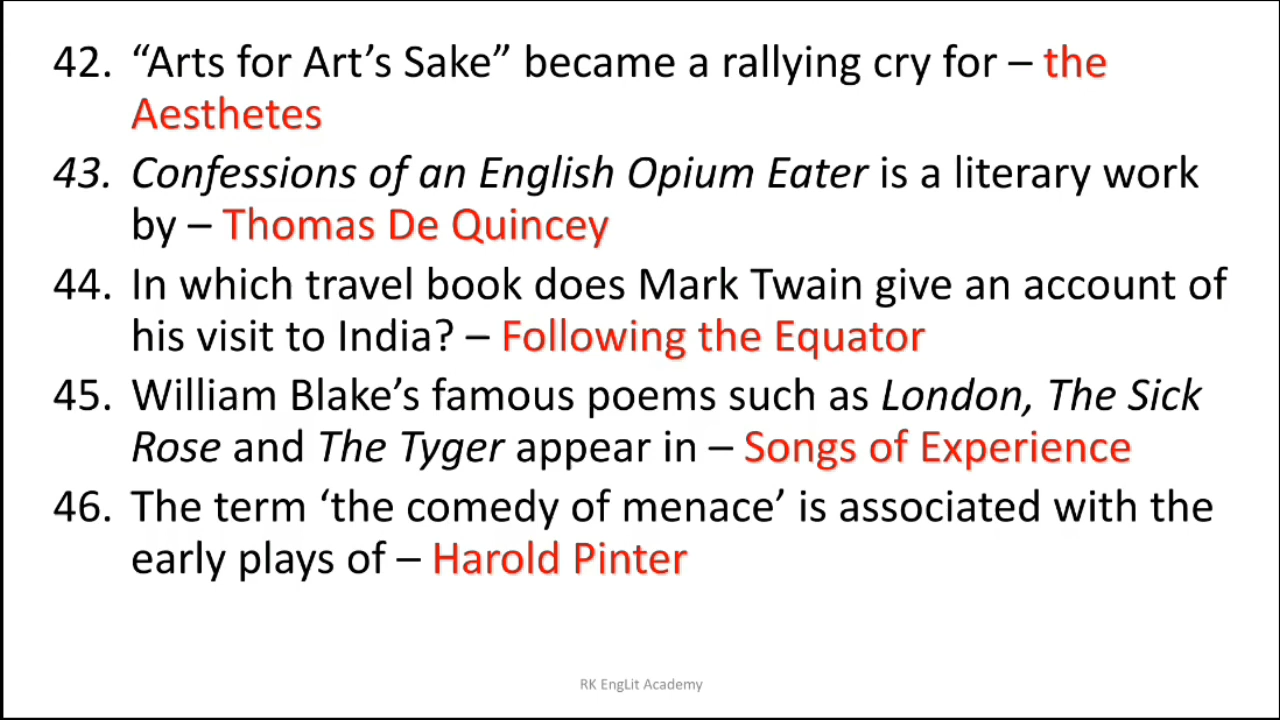 42. “Arts for Art’s Sake” became a rallying cry for – the
Aesthetes
43. Confessions of an English Opium Eater is a literary work
by – Thomas De Quincey
44. In which travel book does Mark Twain give an account of
his visit to India? – Following the Equator
45. William Blake’s famous poems such as London, The Sick
Rose and The Tyger appear in – Songs of Experience
46. The term ‘the comedy of menace’ is associated with the
early plays of – Harold Pinter
RK EngLit Academy